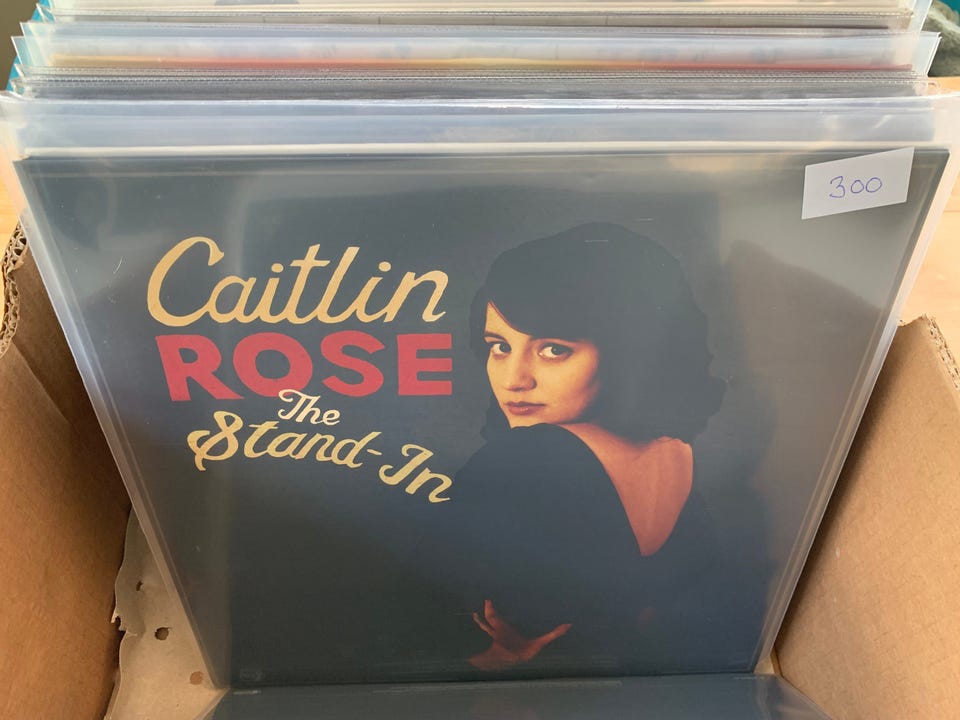 300
Caitlin
ROSE
The
Stand-In